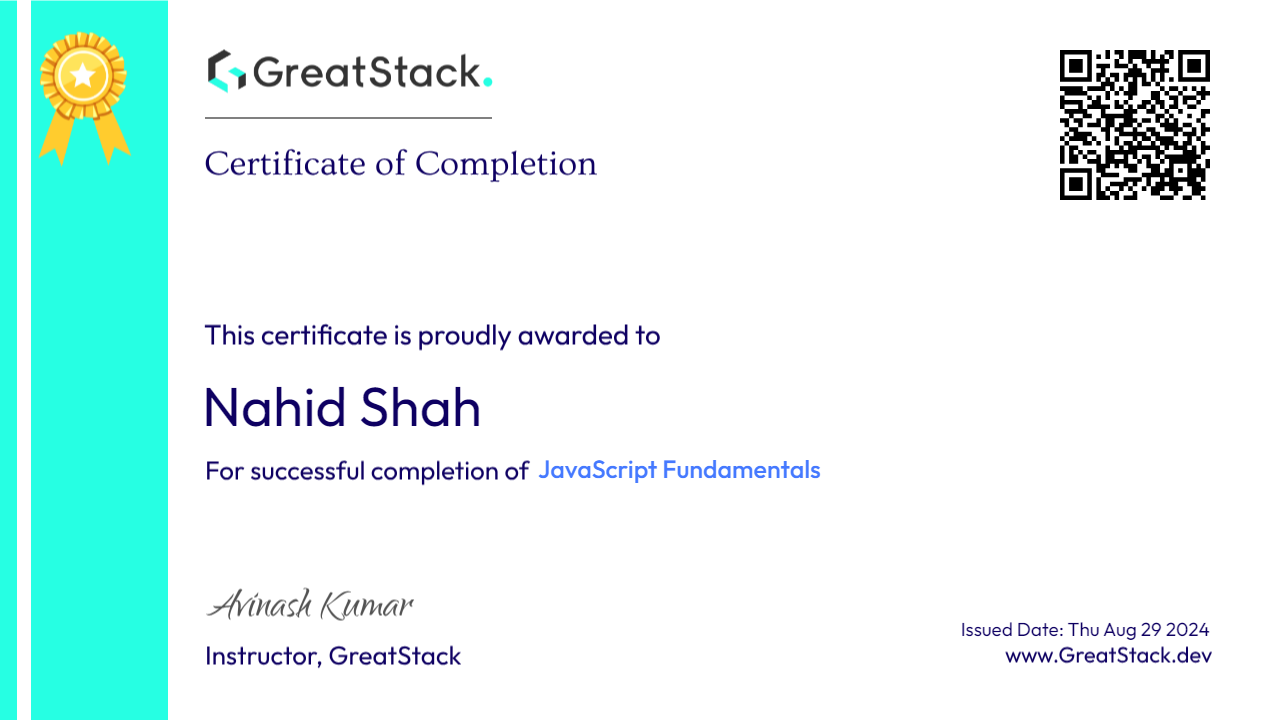 GreatStack.
Certificate of Completion
This certificate is proudly awarded to
Nahid Shah
For successful completion of JavaScript Fundamentals
Avinash Kumar
Instructor, GreatStack
Issued Date: Thu Aug 29 2024
www.GreatStack.dev